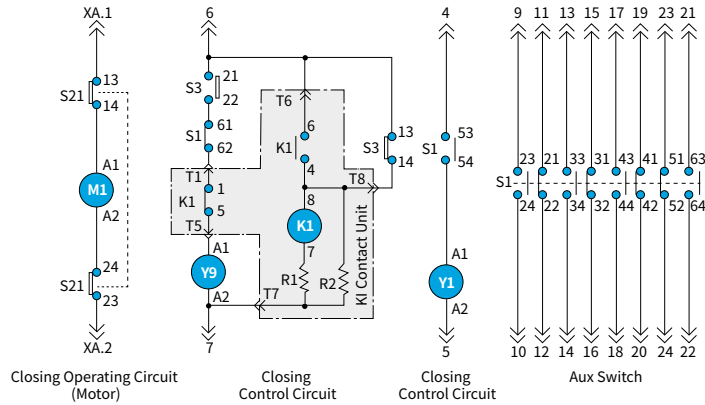 XA.1 6 4 9 11 13 15 17 19 23 21
13
S21
14
A1
M1
A2
24
S21
23
XA.2
S3 21
22
61
S1
62
T1
1
K1
5
T5
A1
Y9
A2
7
T6
6
K1
4
8
K1
7
R1 R2
T7
T8
KI Contact Unit
13
S3
14
53
S1
54
A1
Y1
A2
5
23 21 33 31 43 41 51 63
S1
24 22 34 32 44 42 52 64
10 12 14 16 18 20 24 22
Closing Operating Circuit
(Motor)
Closing
Control Circuit
Closing
Control Circuit
Aux Switch